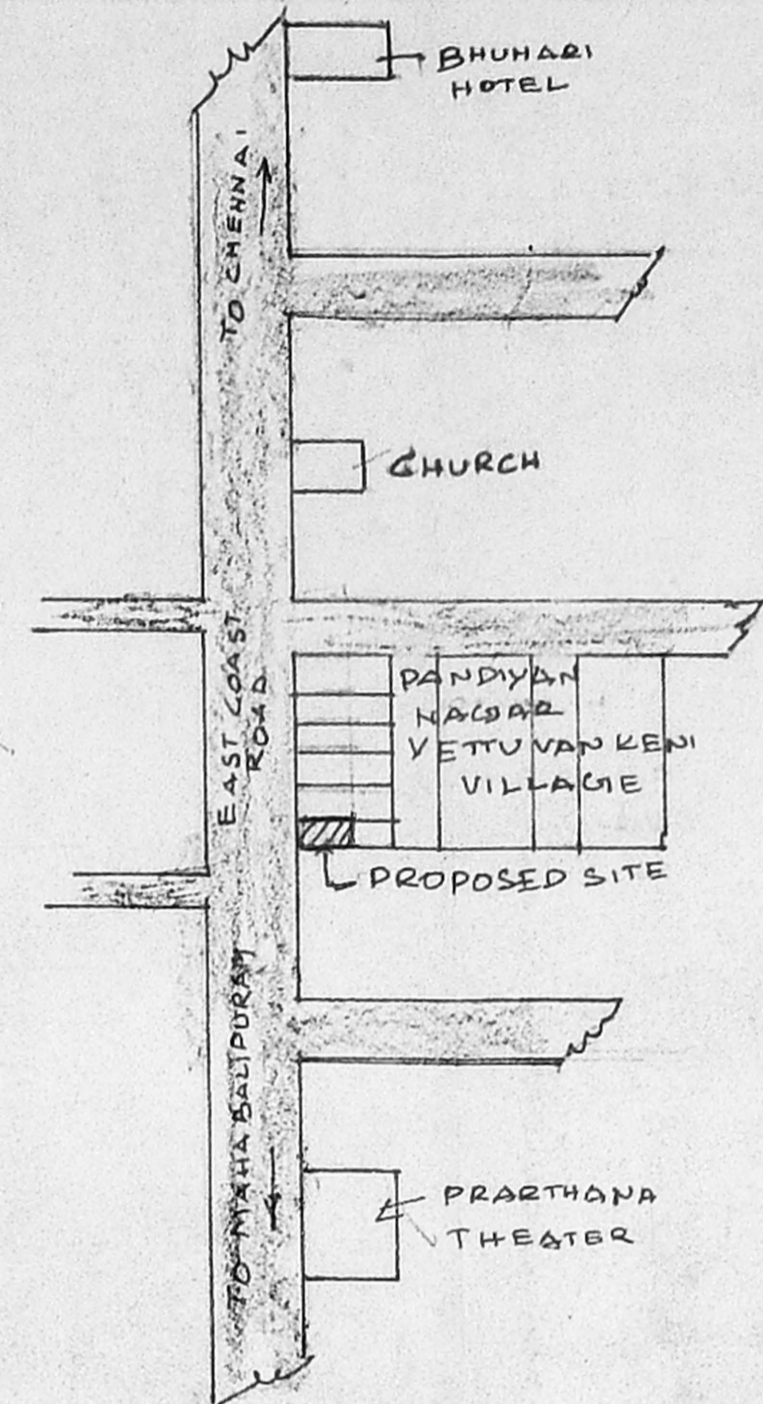 BHUHARI
HOTEL
TO CHENNAI
CHURCH
EAST COAST
ROAD
PANDIYAN
NAGAR
VETTUVANKENI
VILLAGE
PROPOSED SITE
TO MAHABALIPURAM
PRARTHANA
THEATER